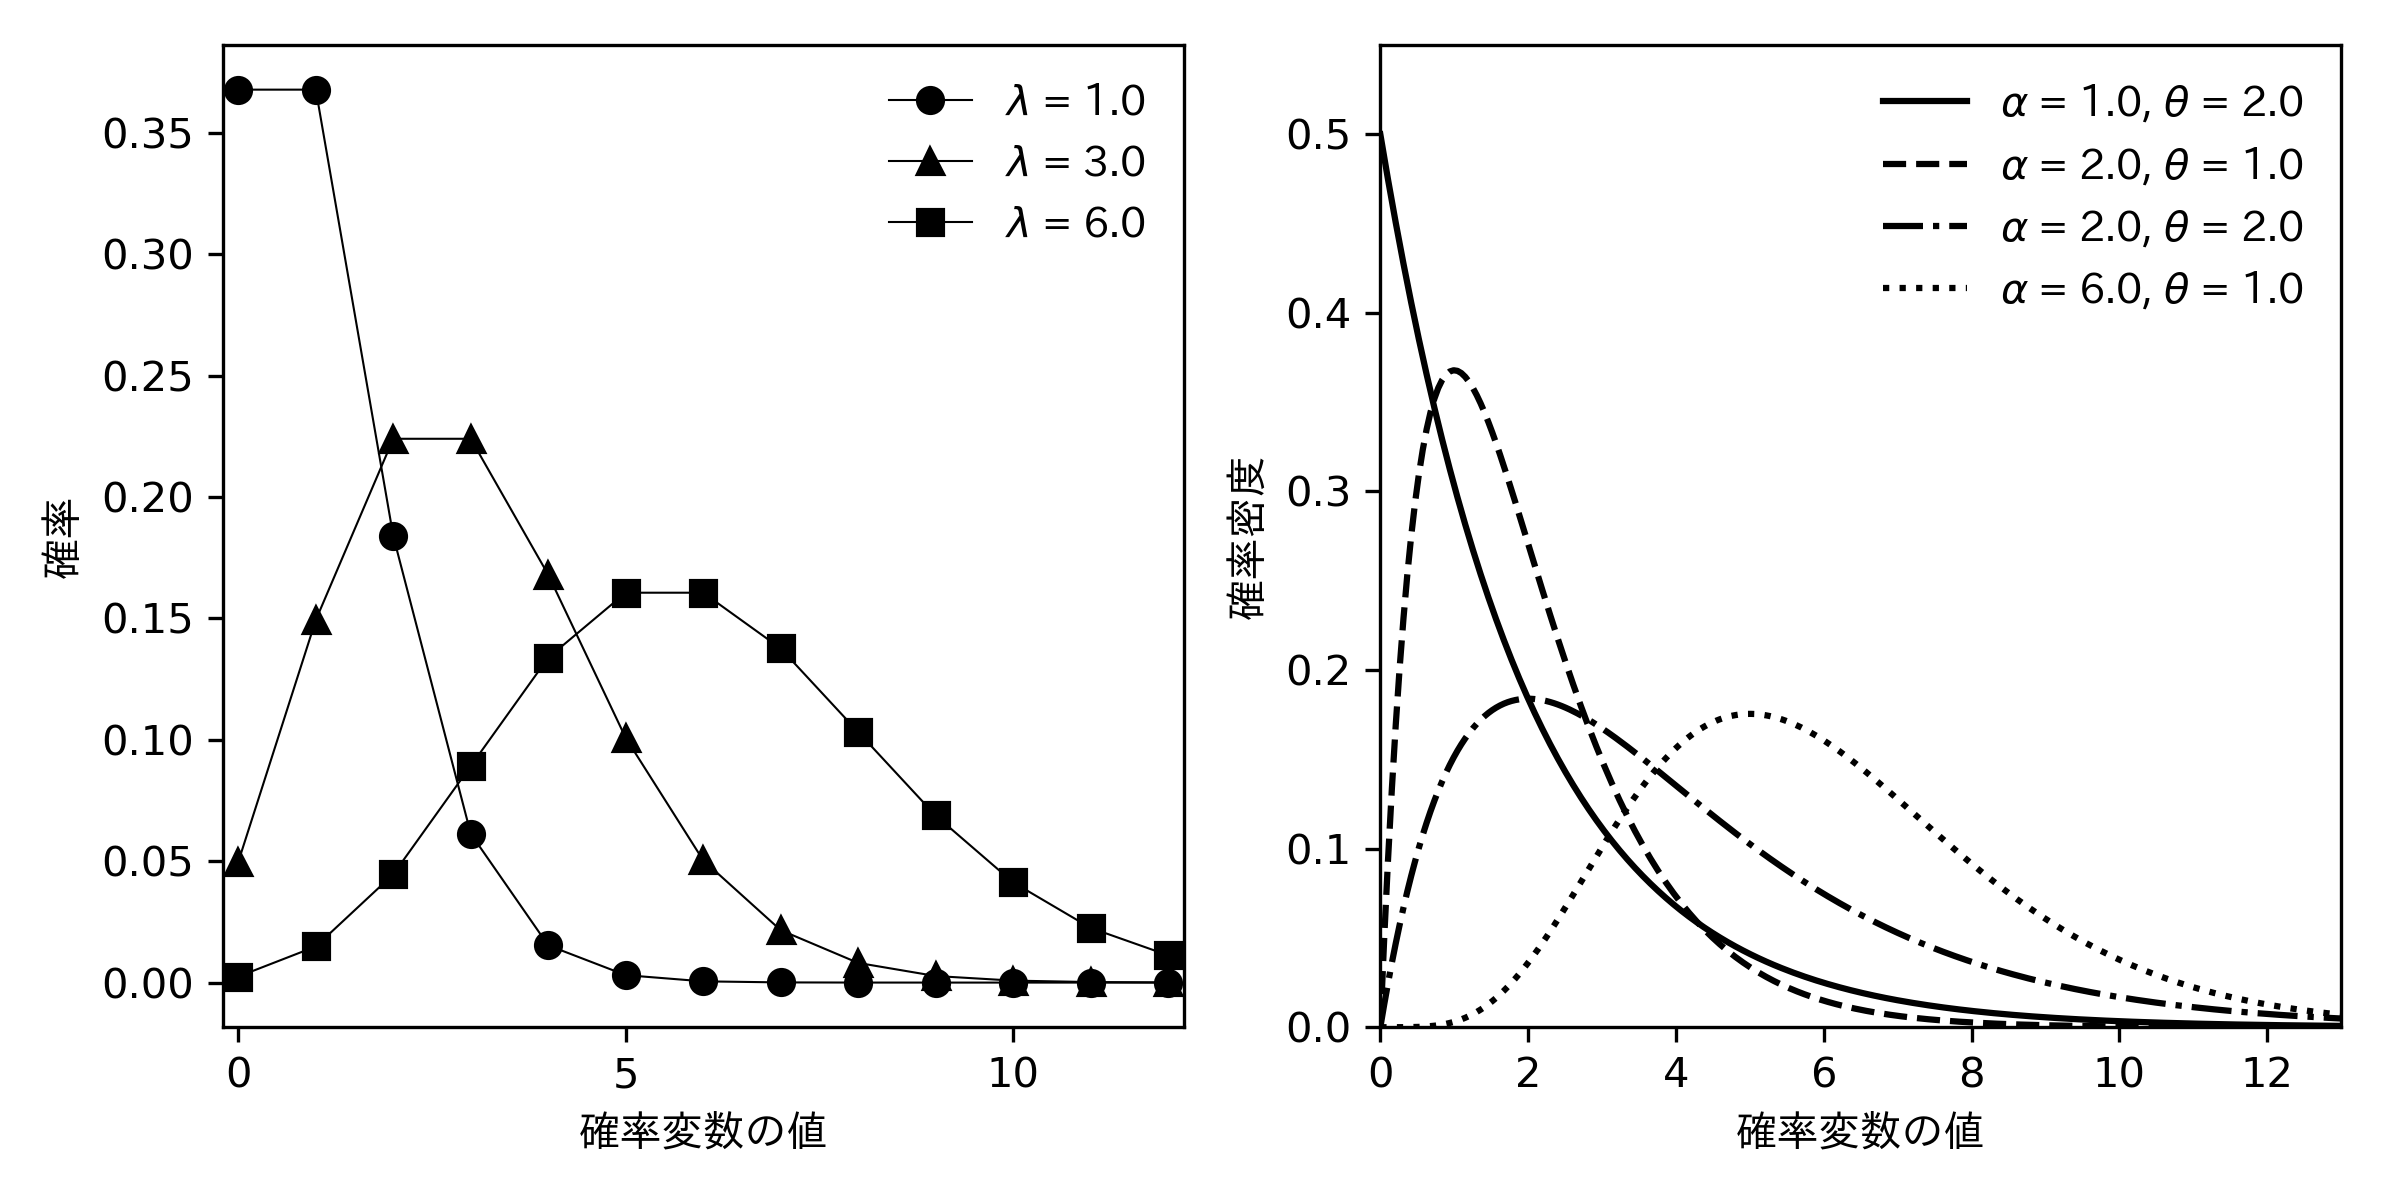 0.35
0.30
0.25
0.20
0.15
0.10
0.05
0.00
確率
0
5
10
確率変数の値
λ = 1.0
λ = 3.0
λ = 6.0
0.5
0.4
0.3
0.2
0.1
0.0
確率密度
0
2
4
6
8
10
12
確率変数の値
α = 1.0, θ = 2.0
α = 2.0, θ = 1.0
α = 2.0, θ = 2.0
α = 6.0, θ = 1.0